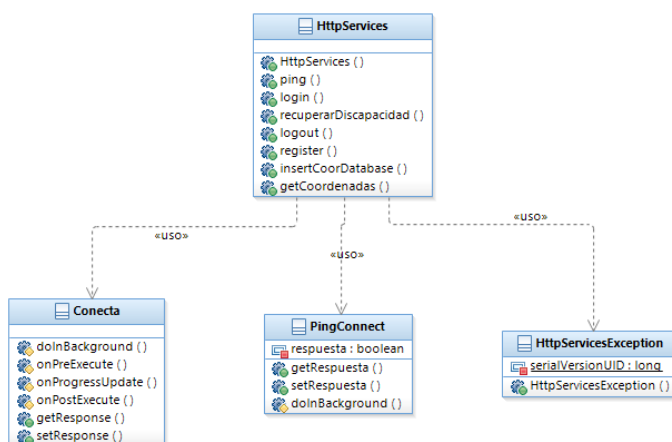 HttpServices
HttpServices ( )
ping ( )
login ( )
recuperarDiscapacidad ( )
logout ( )
register ( )
insertCoorDatabase ( )
getCoordenadas ( )
«uso»
«uso»
«uso»
Conecta
doInBackground ( )
onPreExecute ( )
onProgressUpdate ( )
onPostExecute ( )
getResponse ( )
setResponse ( )
PingConnect
respuesta : boolean
getRespuesta ( )
setRespuesta ( )
doInBackground ( )
HttpServicesException
serialVersionUID : long
HttpServicesException ( )